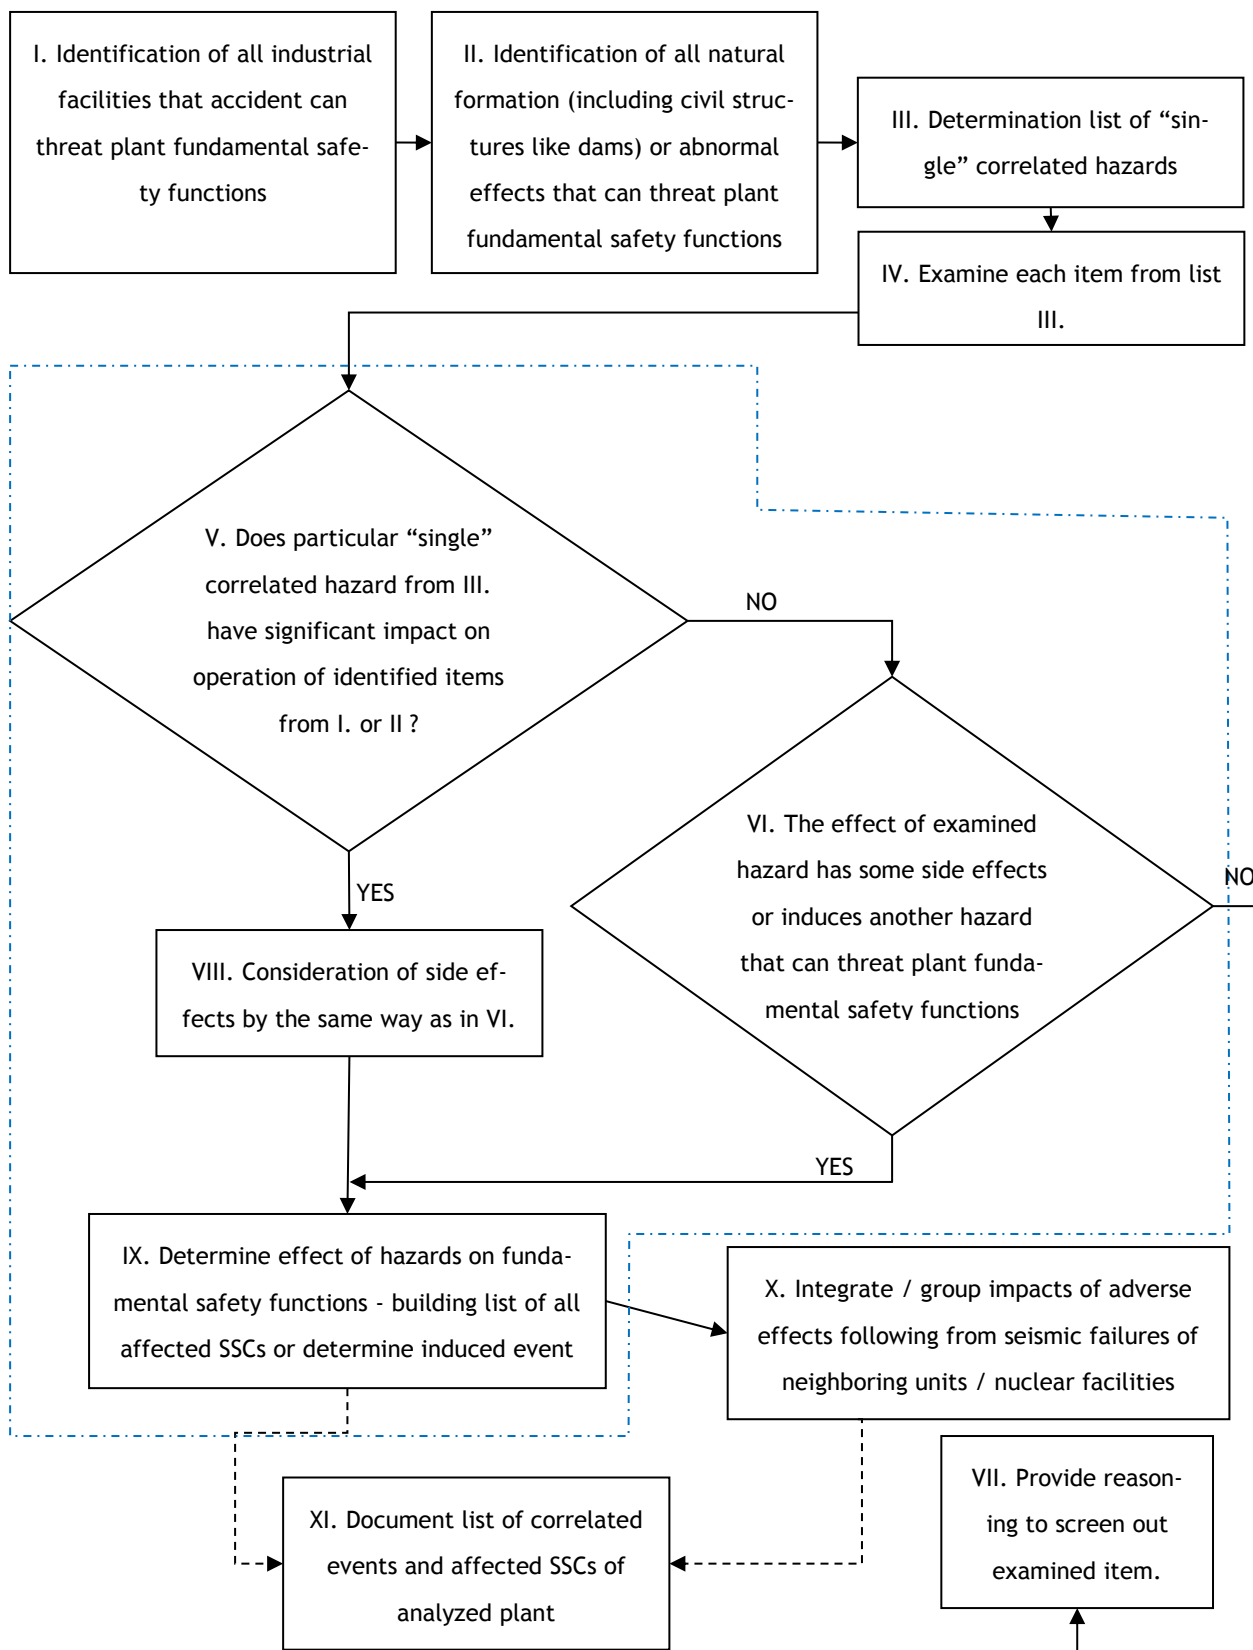 I. Identification of all industrial
facilities that accident can
threat plant fundamental safe-
ty functions
II. Identification of all natural
formation (including civil struc-
tures like dams) or abnormal
effects that can threat plant
fundamental safety functions
III. Determination list of “sin-
gle” correlated hazards
IV. Examine each item from list
III.
V. Does particular “single”
correlated hazard from III.
have significant impact on
operation of identified items
from I. or II ?
NO
VI. The effect of examined
hazard has some side effects
or induces another hazard
that can threat plant funda-
mental safety functions
NO
YES
VIII. Consideration of side ef-
fects by the same way as in VI.
YES
IX. Determine effect of hazards on funda-
mental safety functions - building list of all
affected SSCs or determine induced event
X. Integrate / group impacts of adverse
effects following from seismic failures of
neighboring units / nuclear facilities
VII. Provide reason-
ing to screen out
examined item.
XI. Document list of correlated
events and affected SSCs of
analyzed plant